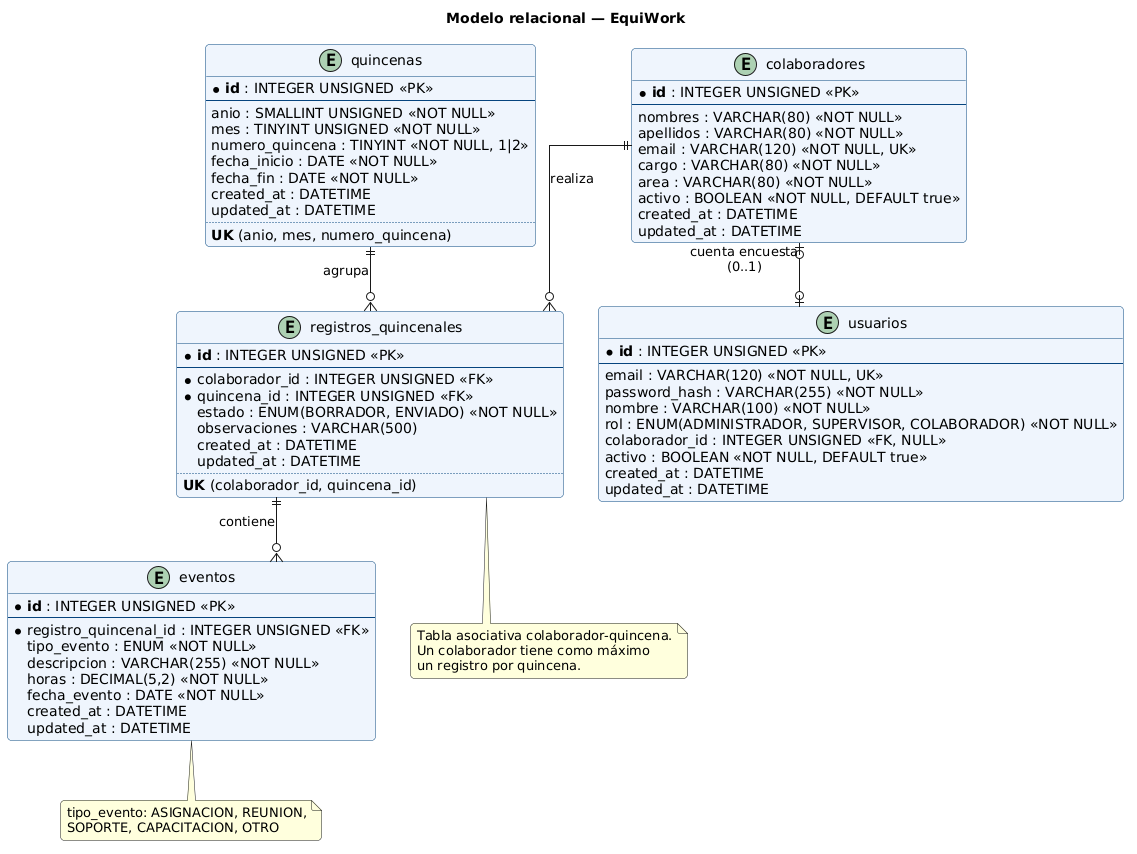 Modelo relacional — EquiWork
E quincenas
id : INTEGER UNSIGNED «PK»
anio : SMALLINT UNSIGNED «NOT NULL»
mes : TINYINT UNSIGNED «NOT NULL»
numero_quincena : TINYINT «NOT NULL, 1|2»
fecha_inicio : DATE «NOT NULL»
fecha_fin : DATE «NOT NULL»
created_at : DATETIME
updated_at : DATETIME
UK (anio, mes, numero_quincena)
E colaboradores
id : INTEGER UNSIGNED «PK»
nombres : VARCHAR(80) «NOT NULL»
apellidos : VARCHAR(80) «NOT NULL»
email : VARCHAR(120) «NOT NULL, UK»
cargo : VARCHAR(80) «NOT NULL»
area : VARCHAR(80) «NOT NULL»
activo : BOOLEAN «NOT NULL, DEFAULT true»
created_at : DATETIME
updated_at : DATETIME
realiza
agrupa
cuenta encuesta
(0..1)
E registros_quincenales
id : INTEGER UNSIGNED «PK»
colaborador_id : INTEGER UNSIGNED «FK»
quincena_id : INTEGER UNSIGNED «FK»
estado : ENUM(BORRADOR, ENVIADO) «NOT NULL»
observaciones : VARCHAR(500)
created_at : DATETIME
updated_at : DATETIME
UK (colaborador_id, quincena_id)
E usuarios
id : INTEGER UNSIGNED «PK»
email : VARCHAR(120) «NOT NULL, UK»
password_hash : VARCHAR(255) «NOT NULL»
nombre : VARCHAR(100) «NOT NULL»
rol : ENUM(ADMINISTRADOR, SUPERVISOR, COLABORADOR) «NOT NULL»
colaborador_id : INTEGER UNSIGNED «FK, NULL»
activo : BOOLEAN «NOT NULL, DEFAULT true»
created_at : DATETIME
updated_at : DATETIME
contiene
E eventos
id : INTEGER UNSIGNED «PK»
registro_quincenal_id : INTEGER UNSIGNED «FK»
tipo_evento : ENUM «NOT NULL»
descripcion : VARCHAR(255) «NOT NULL»
horas : DECIMAL(5,2) «NOT NULL»
fecha_evento : DATE «NOT NULL»
created_at : DATETIME
updated_at : DATETIME
Tabla asociativa colaborador-quincena.
Un colaborador tiene como máximo
un registro por quincena.
tipo_evento: ASIGNACION, REUNION,
SOPORTE, CAPACITACION, OTRO